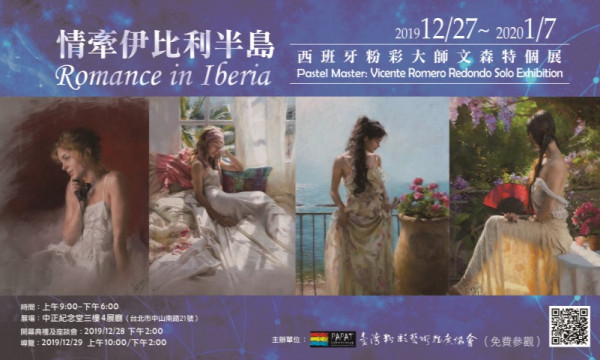 2019 12/27~ 2020 1/7
情牽伊比利半島
Romance in Iberia
西班牙粉彩大師文森特個展
Pastel Master: Vicente Romero Redondo Solo Exhibition
時間：上午9:00~下午6:00
展場：中正紀念堂三樓4展廳（台北市中山南路21號）
開幕典禮及座談會：2019/12/28 下午2:00
導覽：2019/12/29 上午10:00/下午2:00
主辦單位： PAPAT 臺灣粉彩藝術推廣協會（免費參觀）